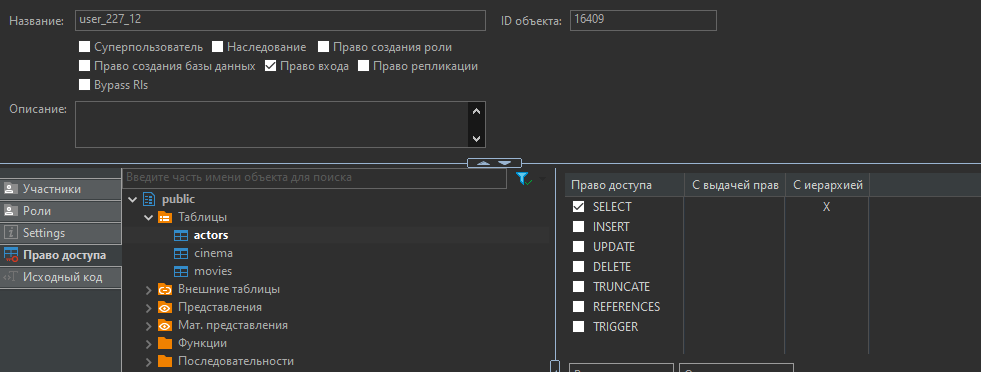 Название: user_227_12 ID объекта: 16409
Суперпользователь Наследование Право создания роли
Право создания базы данных Право входа Право репликации
Bypass Rls
Описание:
Участники
Роли
Settings
Право доступа
Исходный код
Введите часть имени объекта для поиска
public
Таблицы
actors
cinema
movies
Внешние таблицы
Представления
Мат. представления
Функции
Последовательности
Право доступа С выдачей прав С иерархией
SELECT X
INSERT
UPDATE
DELETE
TRUNCATE
REFERENCES
TRIGGER